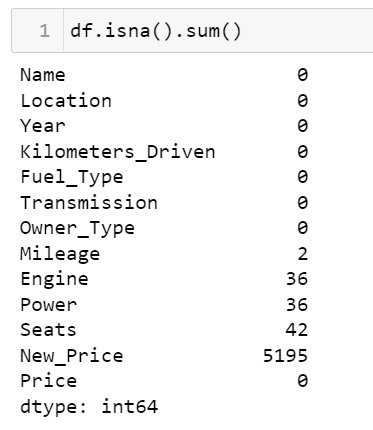 1 df.isna().sum()
Name 0
Location 0
Year 0
Kilometers_Driven 0
Fuel_Type 0
Transmission 0
Owner_Type 0
Mileage 2
Engine 36
Power 36
Seats 42
New_Price 5195
Price 0
dtype: int64